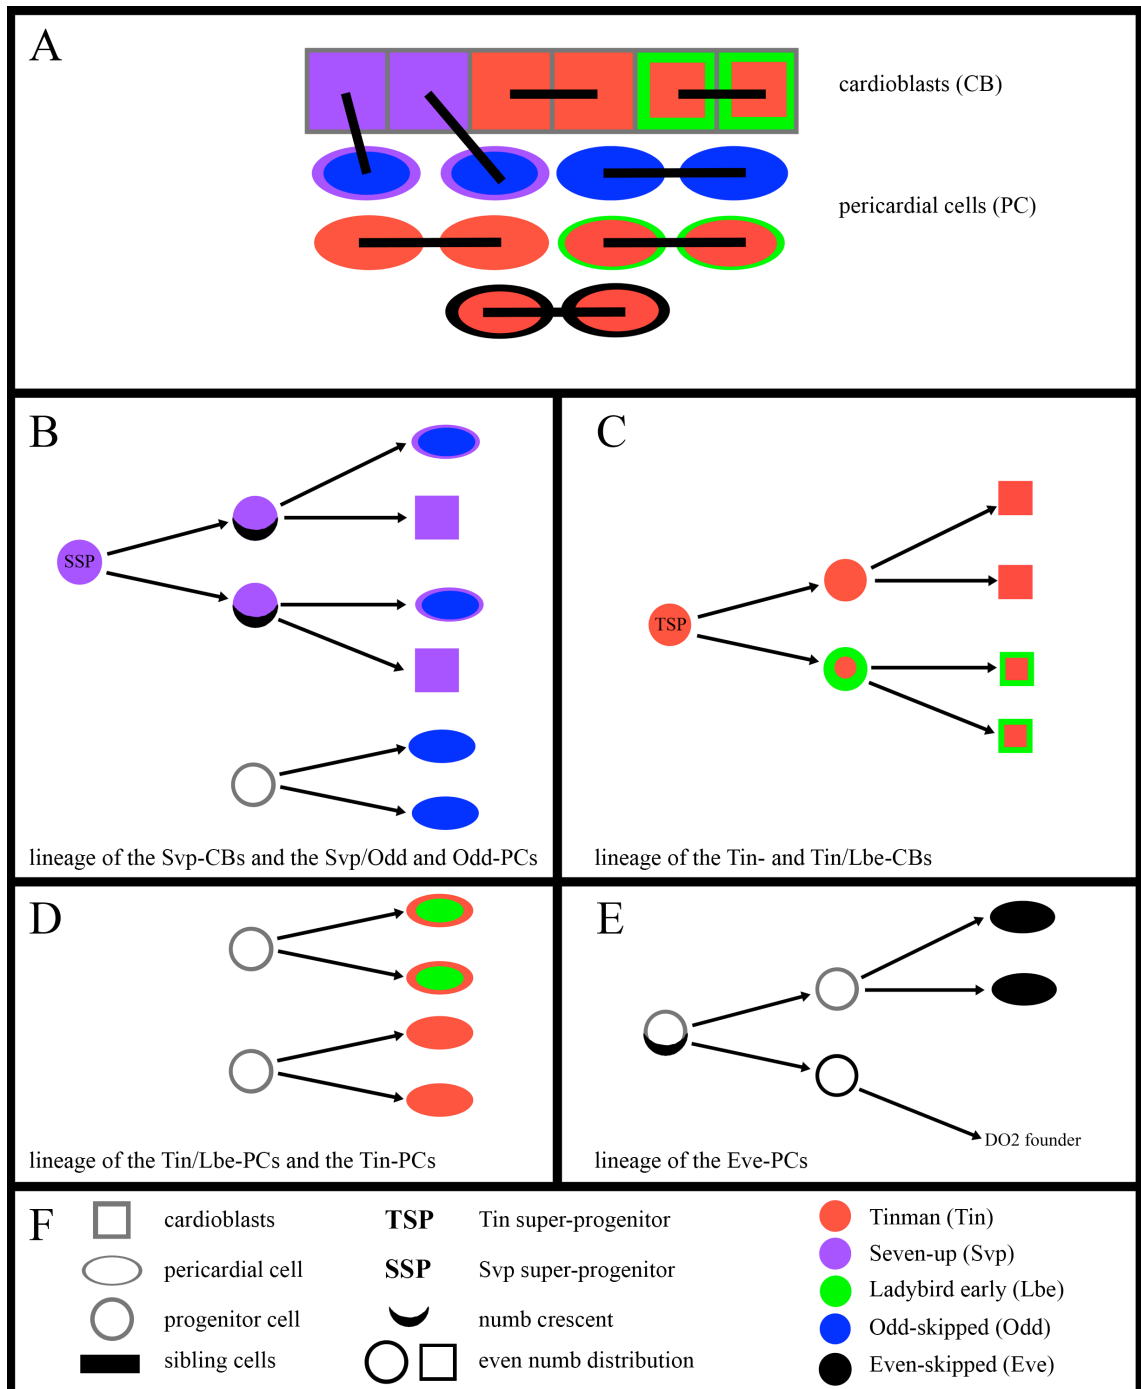 A
cardioblasts (CB)
pericardial cells (PC)
B
SSP
lineage of the Svp-CBs and the Svp/Odd and Odd-PCs
C
TSP
lineage of the Tin- and Tin/Lbe-CBs
D
lineage of the Tin/Lbe-PCs and the Tin-PCs
E
DO2 founder
lineage of the Eve-PCs
F
cardioblasts
pericardial cell
progenitor cell
sibling cells
TSP Tin super-progenitor
SSP Svp super-progenitor
numb crescent
even numb distribution
Tinman (Tin)
Seven-up (Svp)
Ladybird early (Lbe)
Odd-skipped (Odd)
Even-skipped (Eve)